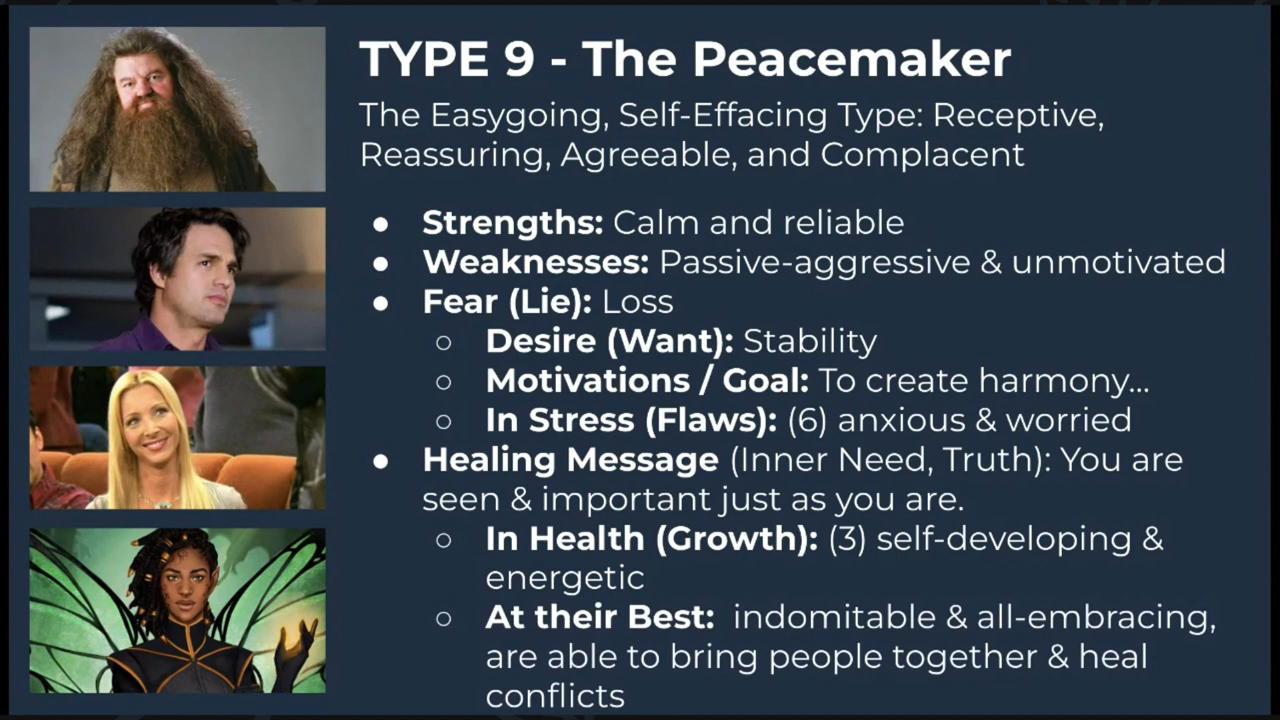 TYPE 9 - The Peacemaker
The Easygoing, Self-Effacing Type: Receptive,
Reassuring, Agreeable, and Complacent
● Strengths: Calm and reliable
● Weaknesses: Passive-aggressive & unmotivated
● Fear (Lie): Loss
○ Desire (Want): Stability
○ Motivations / Goal: To create harmony...
○ In Stress (Flaws): (6) anxious & worried
● Healing Message (Inner Need, Truth): You are
seen & important just as you are.
○ In Health (Growth): (3) self-developing &
energetic
○ At their Best: indomitable & all-embracing,
are able to bring people together & heal
conflicts